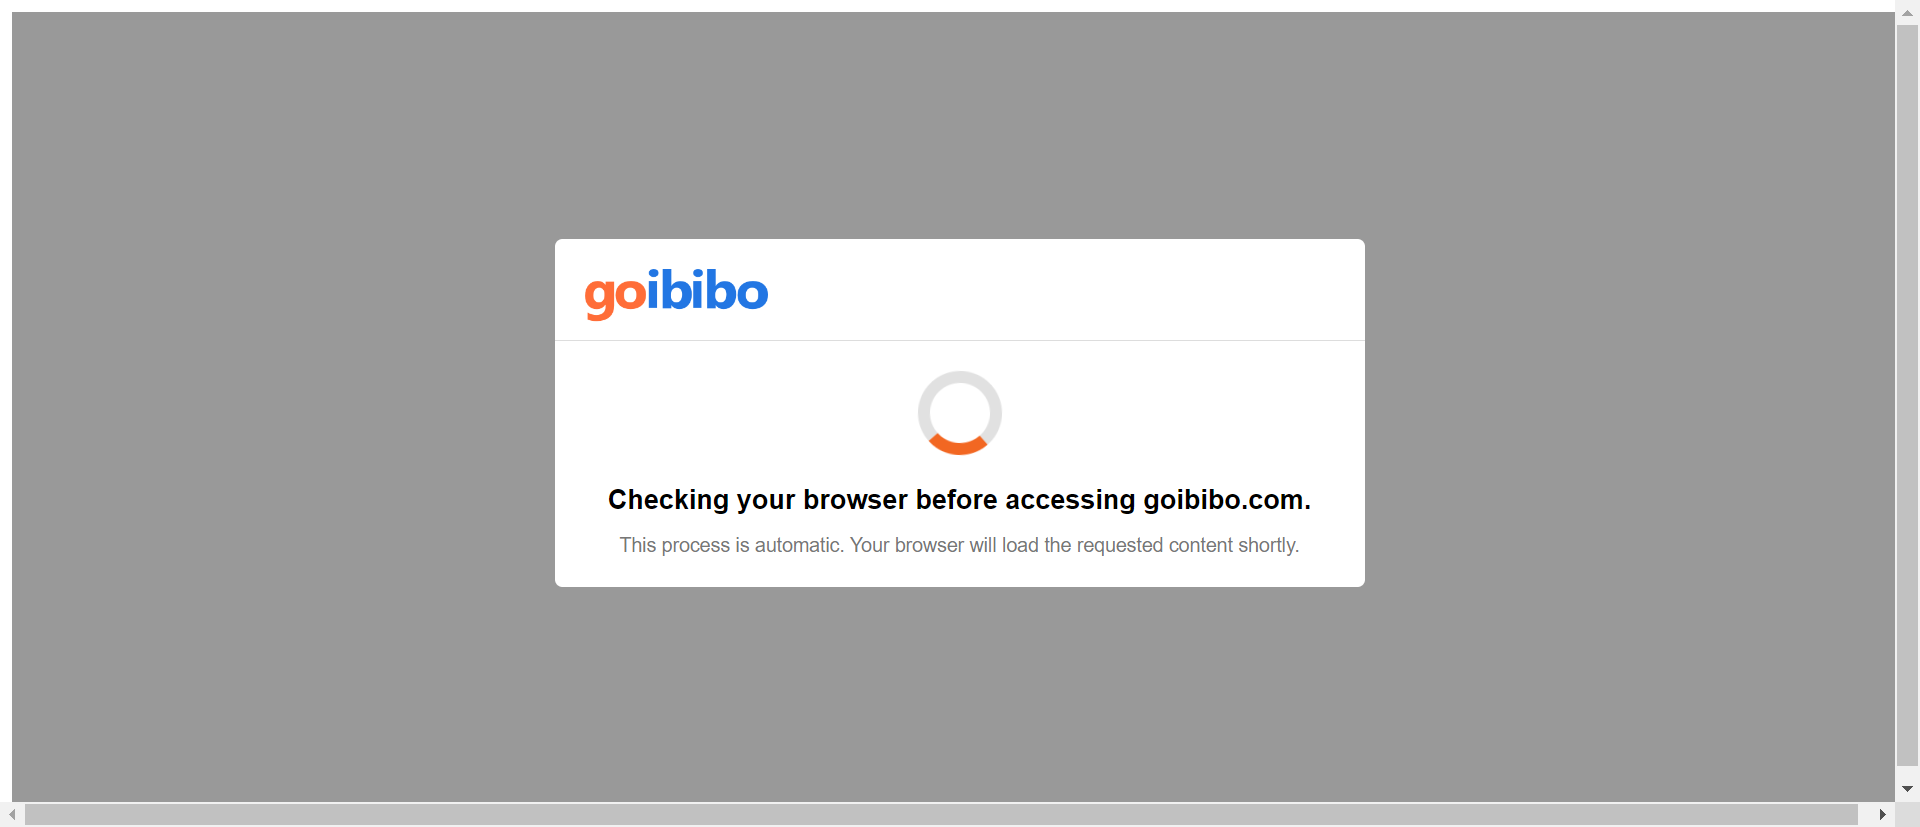 goibibo
Checking your browser before accessing goibibo.com.
This process is automatic. Your browser will load the requested content shortly.